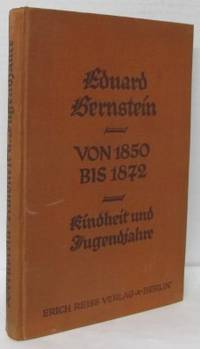 Eduard
Bernstein
VON 1850
BIS 1872
Kindheit und
Jugendjahre
ERICH REISS VERLAG · BERLIN